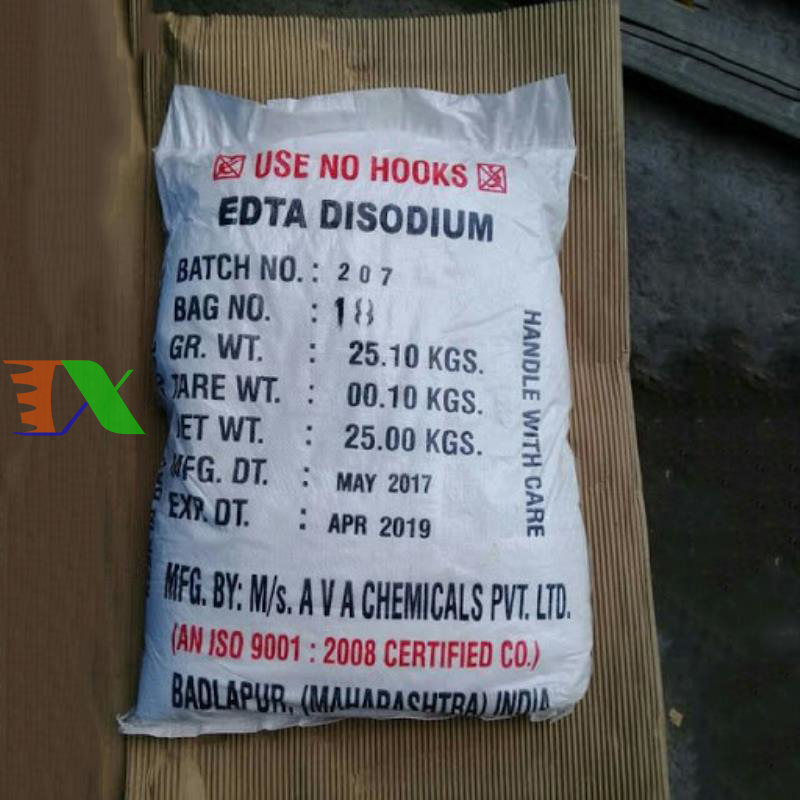 USE NO HOOKS
EDTA DISODIUM
BATCH NO. : 207
BAG NO. : 18
GR. WT. : 25.10 KGS.
TARE WT. : 00.10 KGS.
NET WT. : 25.00 KGS.
MFG. DT. : MAY 2017
EXP. DT. : APR 2019
HANDLE WITH CARE
MFG. BY: M/s. A V A CHEMICALS PVT. LTD.
(AN ISO 9001 : 2008 CERTIFIED CO.)
BADLAPUR, (MAHARASHTRA) INDIA
TX